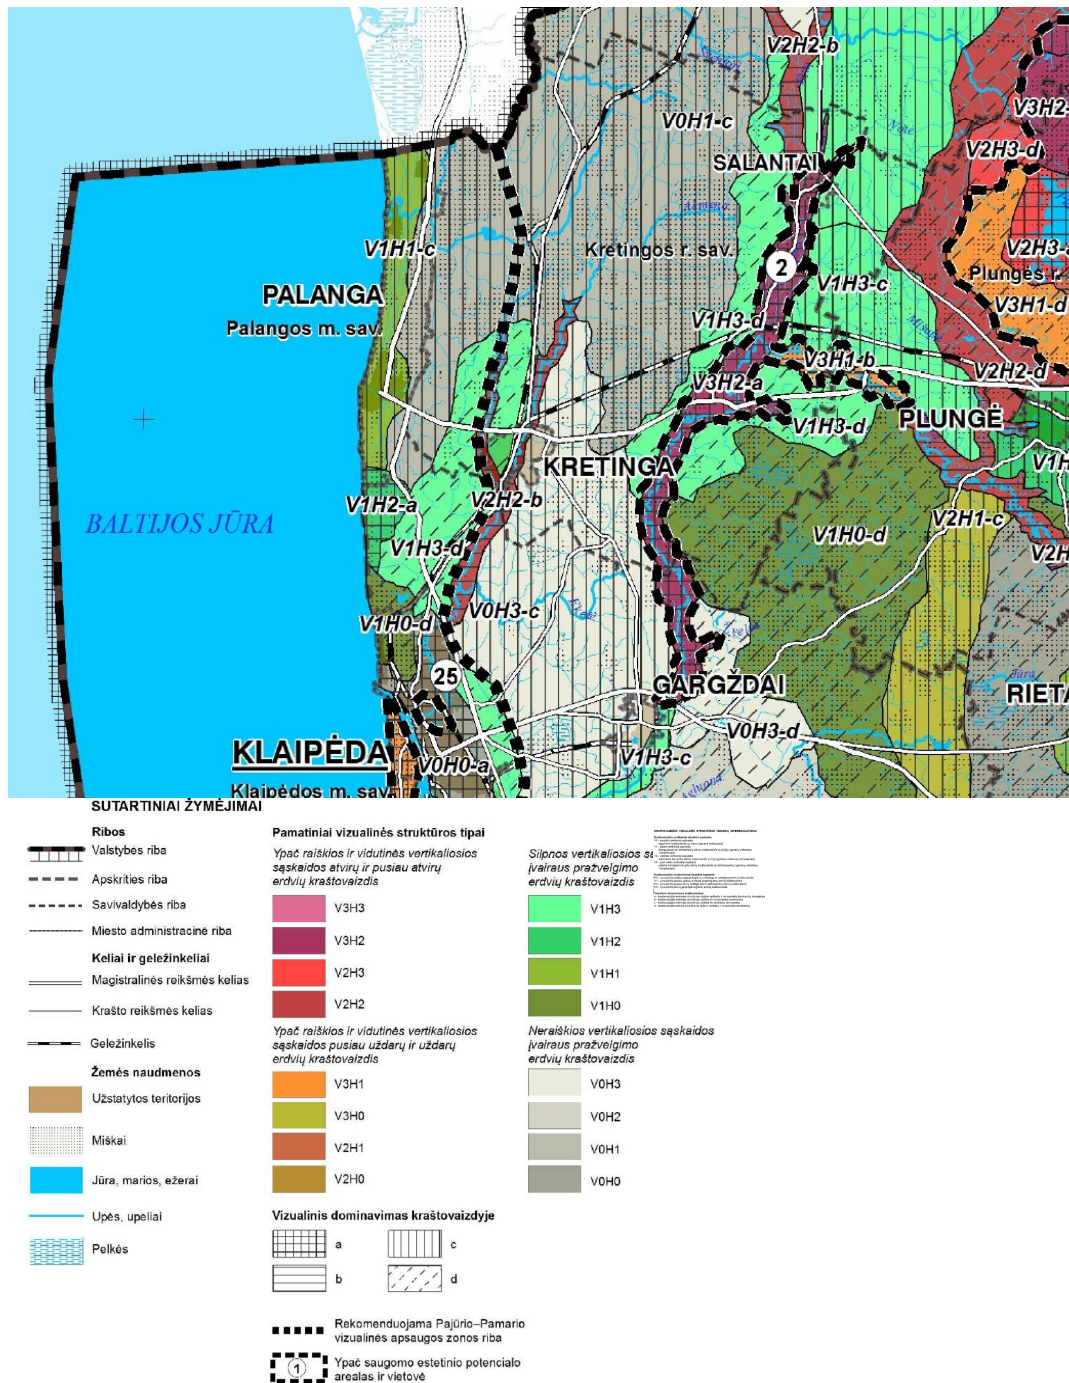 V2H2-b
V0H1-c
V3H2-
SALANTAI
V2H3-d
V1H1-c
Kretingos r. sav.
V2H3-a
2
Plungės r.
V1H3-c
PALANGA
V3H1-d
Palangos m. sav.
V1H3-d
Minija
V3H1-b
V3H2-a
V2H2-d
V1H3-d
PLUNGĖ
KRETINGA
V1H
V1H2-a
V2H2-b
V2H1-c
BALTIJOS JŪRA
V1H0-d
V1H3-d
V2H
V0H3-c
V1H0-d
25
GARGŽDAI
Jūra
RIETA
V0H3-d
KLAIPĖDA
V0H0-a
V1H3-c
Klaipėdos m. sav.
SUTARTINIAI ŽYMĖJIMAI
Ribos
Valstybės riba
Apskrities riba
Savivaldybės riba
Miesto administracinė riba
Keliai ir geležinkeliai
Magistralinės reikšmės kelias
Krašto reikšmės kelias
Geležinkelis
Žemės naudmenos
Užstatytos teritorijos
Miškai
Jūra, marios, ežerai
Upės, upeliai
Pelkės
Pamatiniai vizualinės struktūros tipai
Ypač raiškios ir vidutinės vertikaliosios
sąskaidos atvirų ir pusiau atvirų
erdvių kraštovaizdis
V3H3
V3H2
V2H3
V2H2
Ypač raiškios ir vidutinės vertikaliosios
sąskaidos pusiau uždarų ir uždarų
erdvių kraštovaizdis
V3H1
V3H0
V2H1
V2H0
Silpnos vertikaliosios są
įvairaus pražvelgimo
erdvių kraštovaizdis
V1H3
V1H2
V1H1
V1H0
Neraiškios vertikaliosios sąskaidos
įvairaus pražvelgimo
erdvių kraštovaizdis
V0H3
V0H2
V0H1
V0H0
Vizualinis dominavimas kraštovaizdyje
a
c
b
d
Rekomenduojama Pajūrio–Pamario
vizualinės apsaugos zonos riba
1
Ypač saugomo estetinio potencialo
arealas ir vietovė